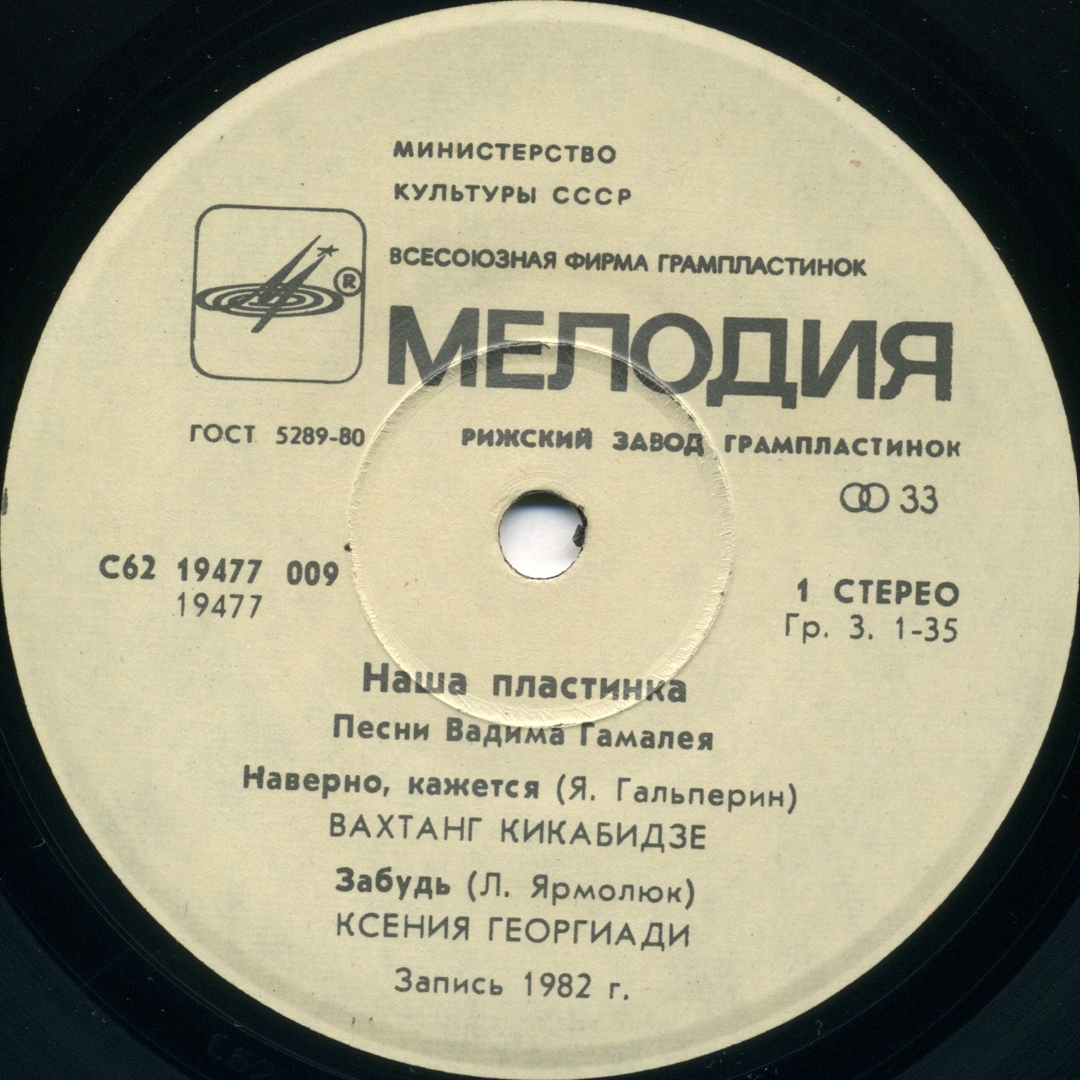 МИНИСТЕРСТВО
КУЛЬТУРЫ СССР
ВСЕСОЮЗНАЯ ФИРМА ГРАМПЛАСТИНОК
®
МЕЛОДИЯ
ГОСТ 5289-80
РИЖСКИЙ ЗАВОД ГРАМПЛАСТИНОК
33
С62 19477 009
19477
1 СТЕРЕО
Гр. 3. 1-35
Наша пластинка
Песни Вадима Гамалея
Наверно, кажется (Я. Гальперин)
ВАХТАНГ КИКАБИДЗЕ
Забудь (Л. Ярмолюк)
КСЕНИЯ ГЕОРГИАДИ
Запись 1982 г.